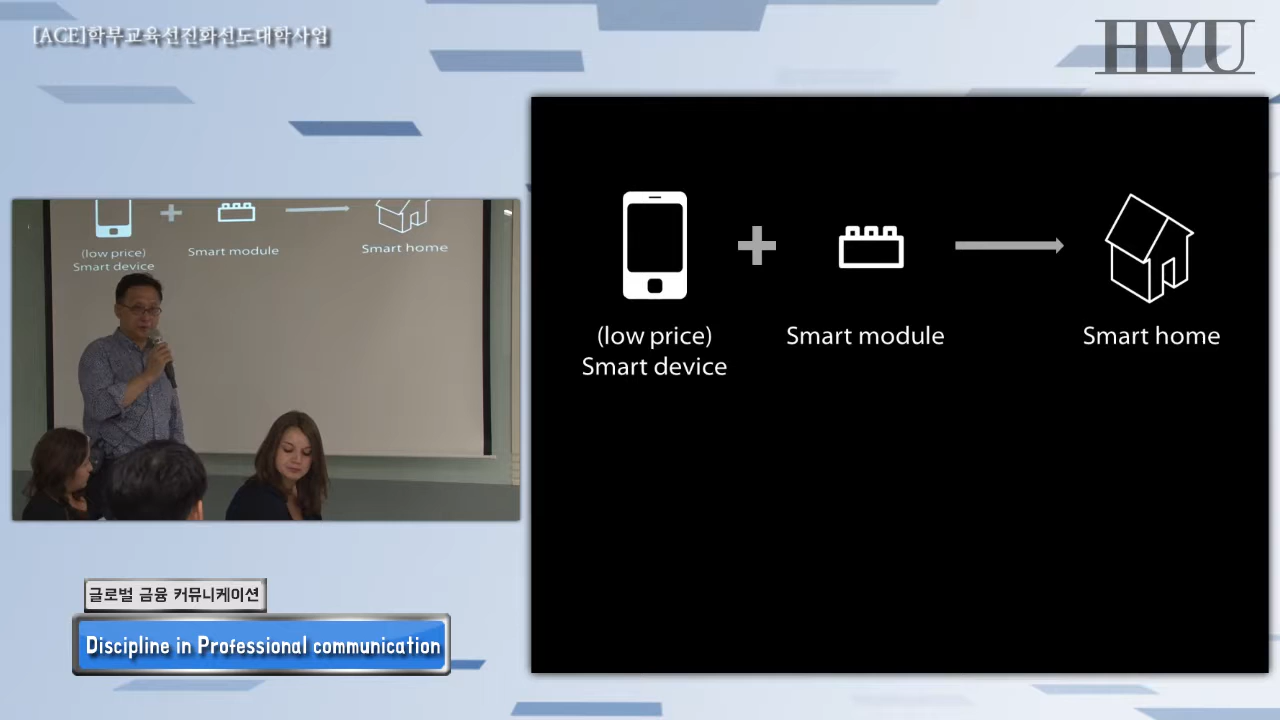 [ACE]학부교육선진화선도대학사업
HYU
(low price)
Smart device
Smart module
Smart home
(low price)
Smart device
Smart module
Smart home
글로벌 금융 커뮤니케이션
Discipline in Professional communication